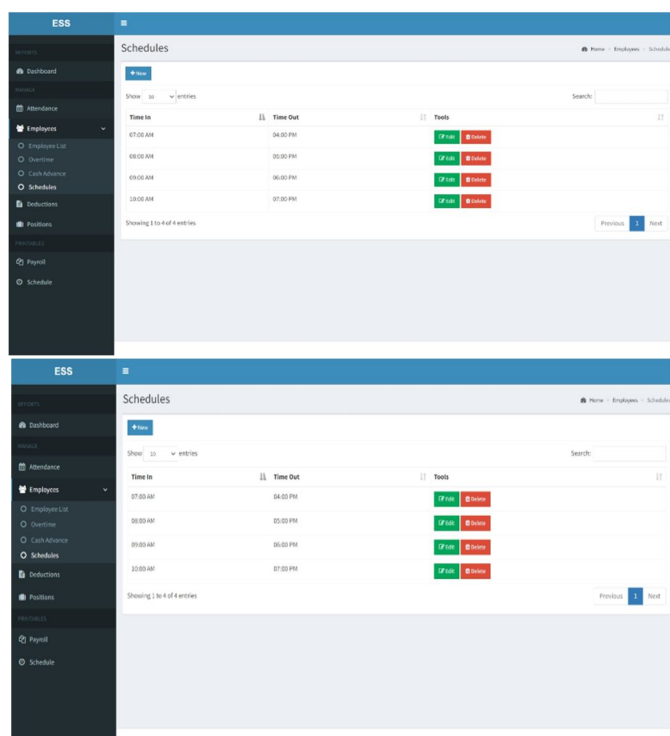 ESS
REPORTS
Dashboard
MANAGE
Attendance
Employees
Employee List
Overtime
Cash Advance
Schedules
Deductions
Positions
PRINTABLES
Payroll
Schedule
Schedules
Home > Employees > Schedules
New
Show 10 entries
Search:
Time In Time Out Tools
07:00 AM 04:00 PM Edit Delete
08:00 AM 05:00 PM Edit Delete
09:00 AM 06:00 PM Edit Delete
10:00 AM 07:00 PM Edit Delete
Showing 1 to 4 of 4 entries
Previous 1 Next
ESS
REPORTS
Dashboard
MANAGE
Attendance
Employees
Employee List
Overtime
Cash Advance
Schedules
Deductions
Positions
PRINTABLES
Payroll
Schedule
Schedules
Home > Employees > Schedules
New
Show 10 entries
Search:
Time In Time Out Tools
07:00 AM 04:00 PM Edit Delete
08:00 AM 05:00 PM Edit Delete
09:00 AM 06:00 PM Edit Delete
10:00 AM 07:00 PM Edit Delete
Showing 1 to 4 of 4 entries
Previous 1 Next